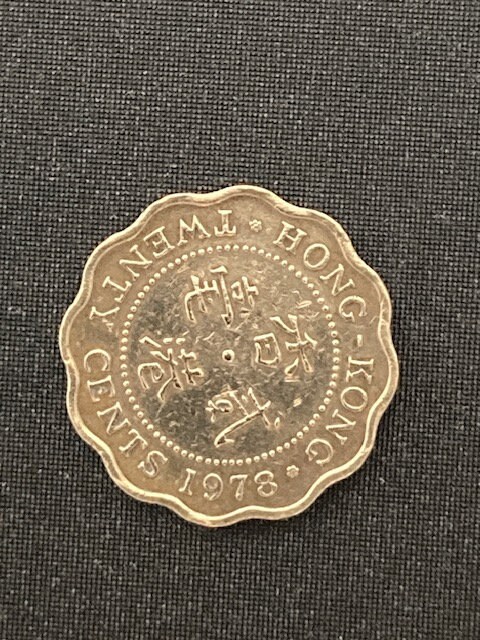 HONG-KONG
TWENTY CENTS 1978
香港
貳毫